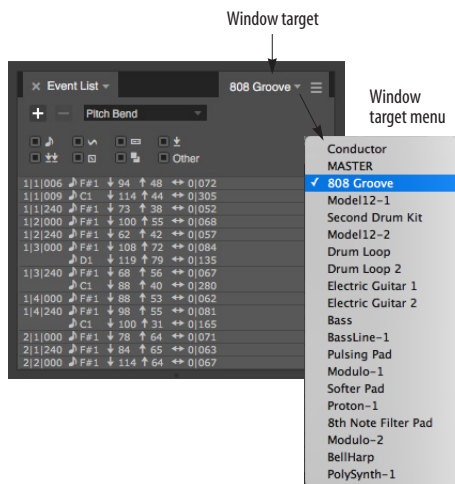 Window target
× Event List
808 Groove
Window
target menu
+ − Pitch Bend
Other
1|1|006 F#1 94 48 0|072
1|1|009 C1 114 44 0|305
1|1|240 F#1 73 38 0|052
1|2|000 F#1 100 55 0|068
1|2|240 F#1 62 42 0|057
1|3|000 F#1 108 72 0|084
D1 119 79 0|135
1|3|240 F#1 68 56 0|067
C1 88 40 0|280
1|4|000 F#1 88 53 0|062
1|4|240 F#1 98 55 0|081
C1 100 31 0|165
2|1|000 F#1 78 64 0|071
2|1|240 F#1 84 65 0|063
2|2|000 F#1 114 64 0|067
Conductor
MASTER
✓ 808 Groove
Model12-1
Second Drum Kit
Model12-2
Drum Loop
Drum Loop 2
Electric Guitar 1
Electric Guitar 2
Bass
BassLine-1
Pulsing Pad
Modulo-1
Softer Pad
Proton-1
8th Note Filter Pad
Modulo-2
BellHarp
PolySynth-1